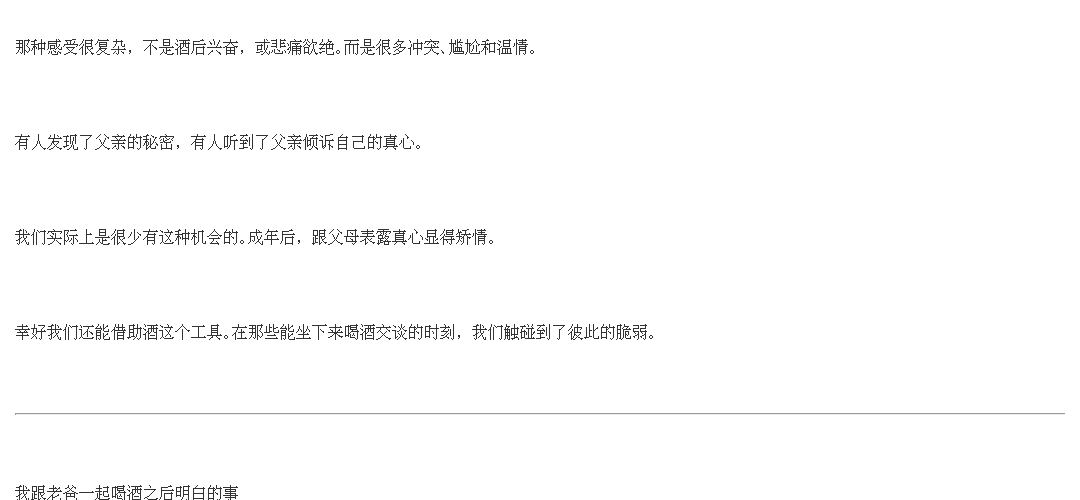 那种感受很复杂，不是酒后兴奋，或悲痛欲绝。而是很多冲突、尴尬和温情。
有人发现了父亲的秘密，有人听到了父亲倾诉自己的真心。
我们实际上是很少有这种机会的。成年后，跟父母表露真心显得矫情。
幸好我们还能借助酒这个工具。在那些能坐下来喝酒交谈的时刻，我们触碰到了彼此的脆弱。
我跟老爸一起喝酒之后明白的事